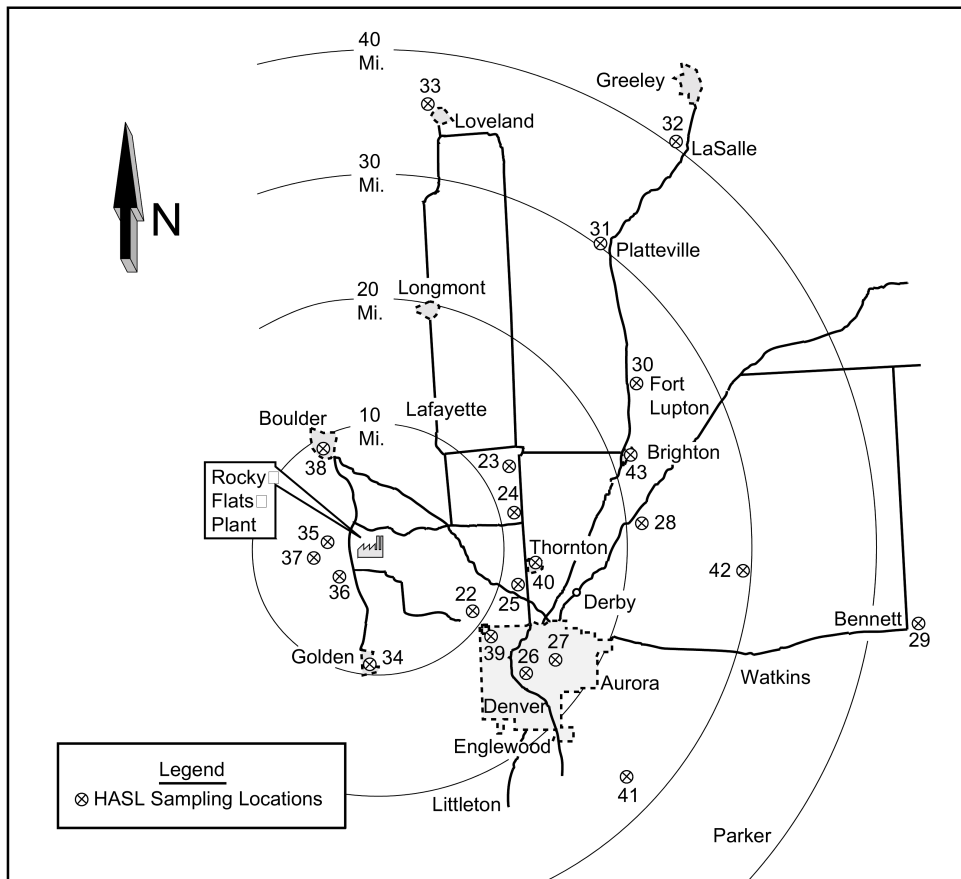 40
Mi.
Greeley
33
Loveland
32
LaSalle
30
Mi.
N
31
Platteville
Longmont
20
Mi.
30
Fort
Lupton
Lafayette
10
Mi.
Boulder
38
23
Brighton
43
Rocky
Flats
Plant
24
28
35
37
36
Thornton
40
42
22
25
Derby
Bennett
29
39
27
26
Golden
34
Aurora
Watkins
Denver
Englewood
Legend
HASL Sampling Locations
Littleton
41
Parker